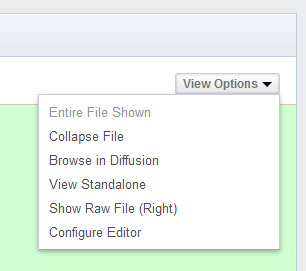 View Options
Entire File Shown
Collapse File
Browse in Diffusion
View Standalone
Show Raw File (Right)
Configure Editor